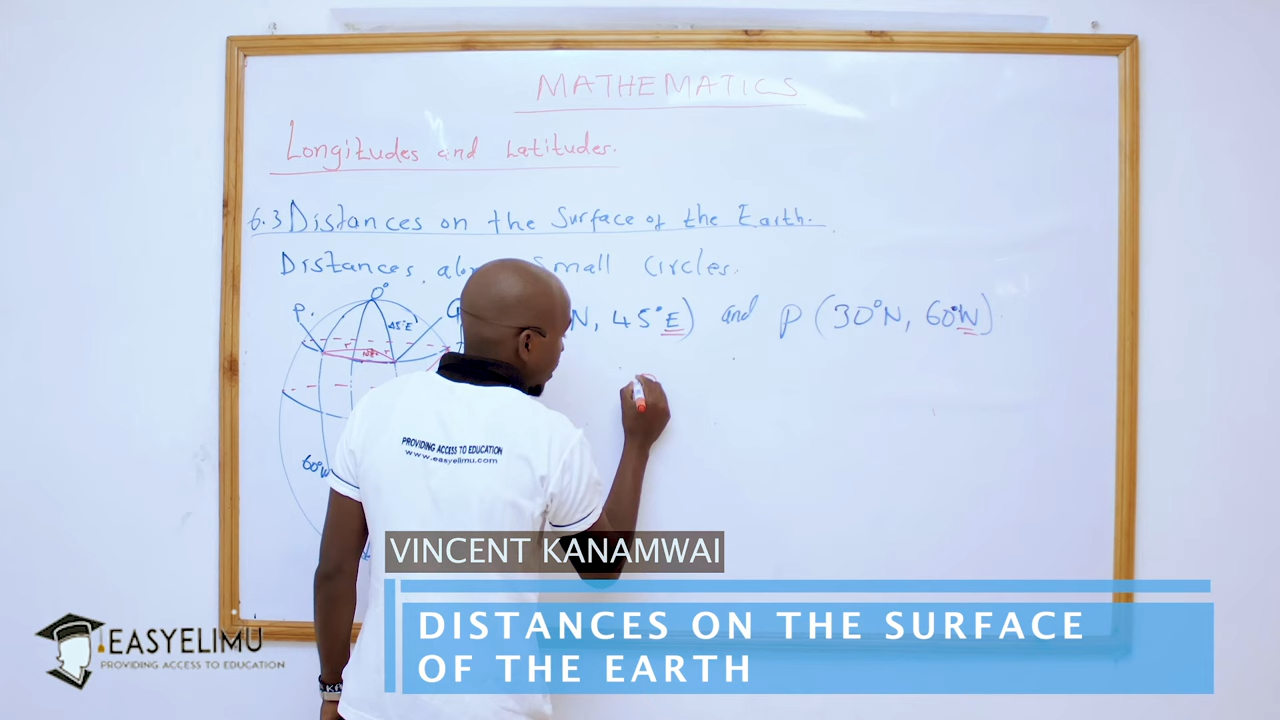 MATHEMATICS
Longitudes and Latitudes.
6.3 Distances on the Surface of the Earth.
Distances Small Circles.
N, 45°E) and P (30°N, 60°W)
0°
P.
45°E
60°W
PROVIDING ACCESS TO EDUCATION
www.easyelimu.com
VINCENT KANAMWAI
DISTANCES ON THE SURFACE
OF THE EARTH
EASYELIMU
PROVIDING ACCESS TO EDUCATION